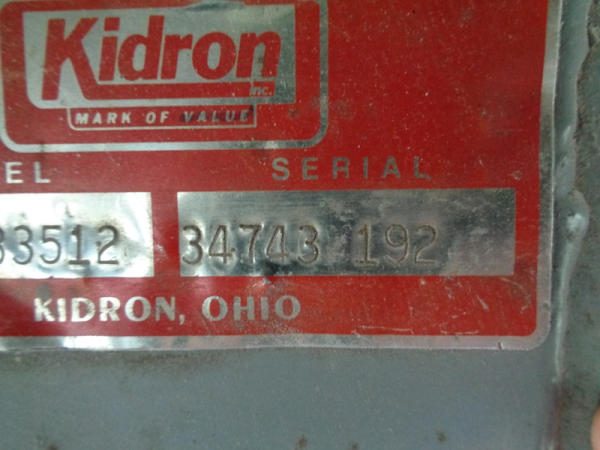 Kidron
inc.
MARK OF VALUE
EL SERIAL
33512 34743 192
KIDRON, OHIO